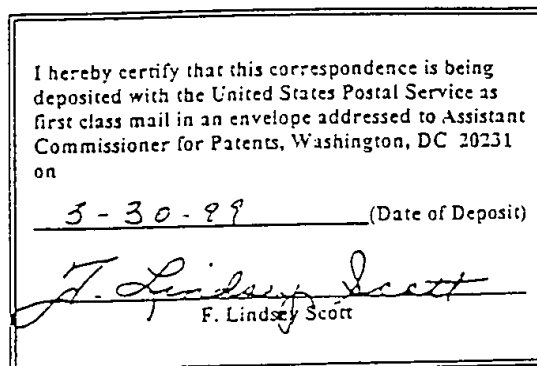 I hereby certify that this correspondence is being
deposited with the United States Postal Service as
first class mail in an envelope addressed to Assistant
Commissioner for Patents, Washington, DC 20231
on
3-30-99 (Date of Deposit)
F. Lindsey Scott
F. Lindsey Scott